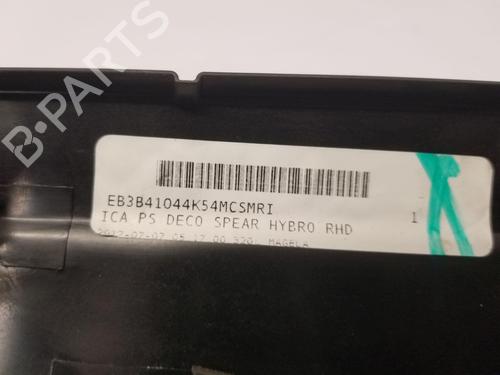 B-PARTS
EB3B41044K54MCSMRI
ICA PS DECO SPEAR HYBRO RHD 1